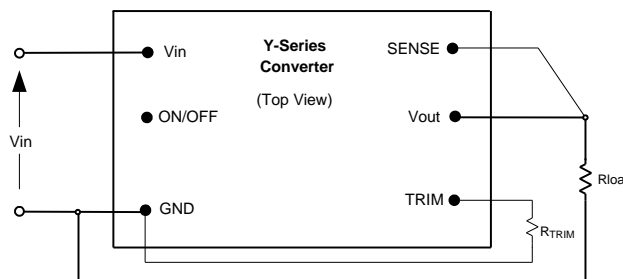 Y-Series
Converter
(Top View)
Vin
SENSE
ON/OFF
Vout
Vin
Rloa
GND
TRIM
RTRIM